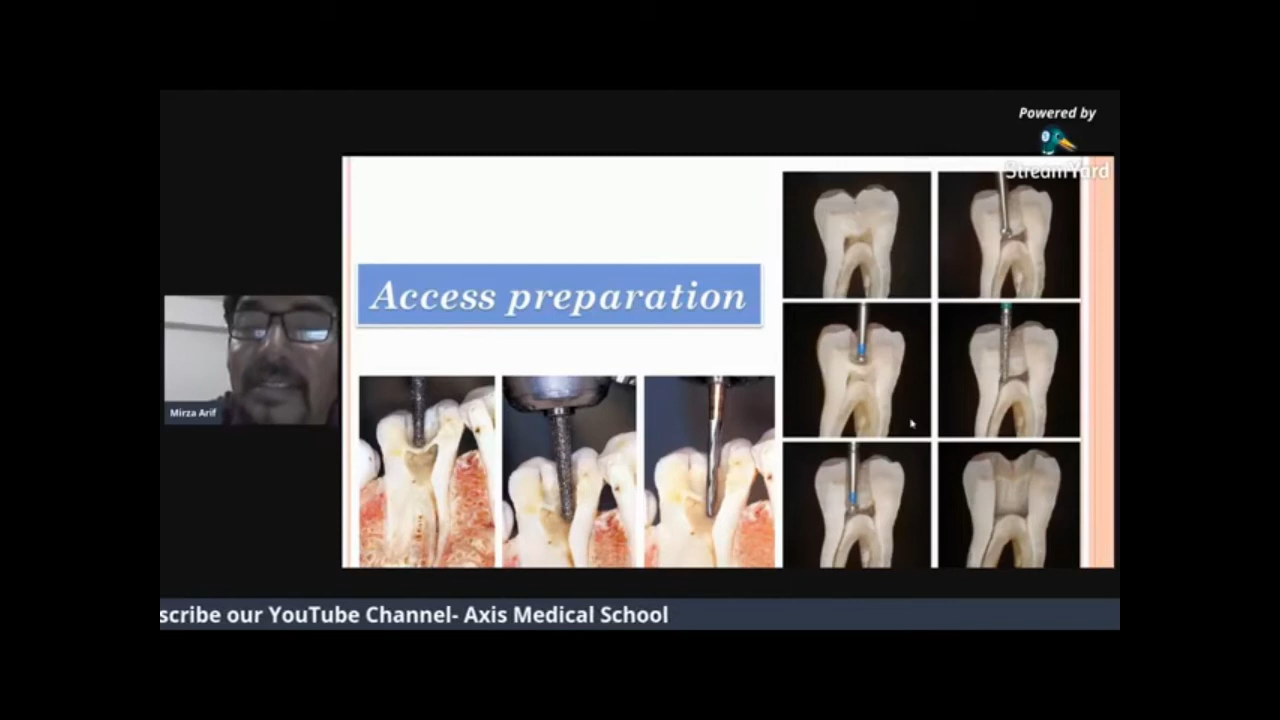 Powered by
StreamYard
Access preparation
Mirza Arif
scribe our YouTube Channel- Axis Medical School